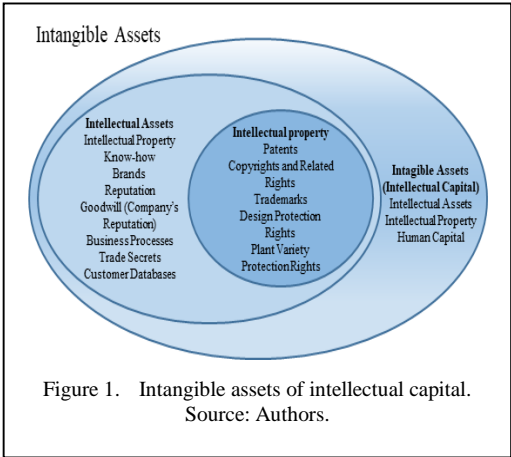 Intangible Assets
Intellectual Assets
Intellectual Property
Know-how
Brands
Reputation
Goodwill (Company's
Reputation)
Business Processes
Trade Secrets
Customer Databases
Intellectual property
Patents
Copyrights and Related
Rights
Trademarks
Design Protection
Rights
Plant Variety
Protection Rights
Intagible Assets
(Intellectual Capital)
Intellectual Assets
Intellectual Property
Human Capital
Figure 1. Intangible assets of intellectual capital.
Source: Authors.